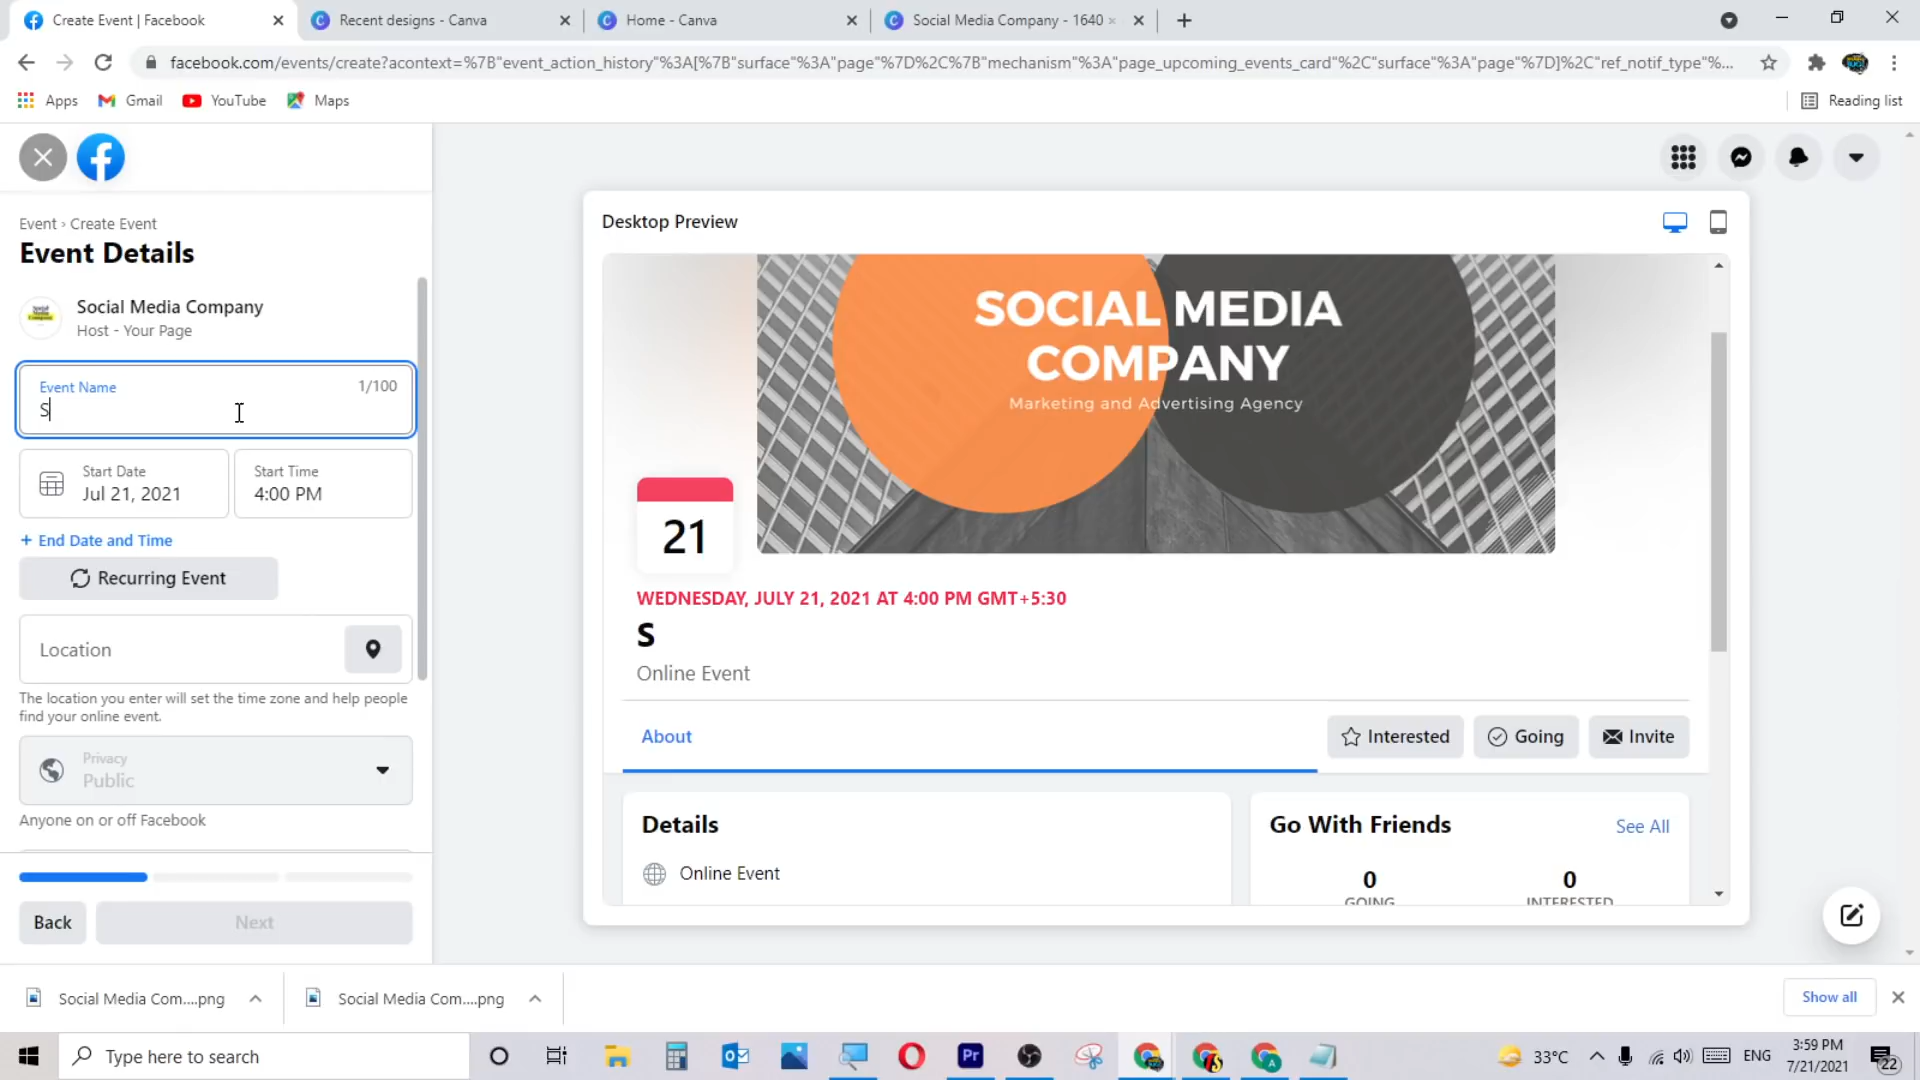 Create Event | Facebook
Recent designs - Canva
Home - Canva
Social Media Company - 1640
facebook.com/events/create?acontext=%7B"event_action_history"%3A[%7B"surface"%3A"page"%7D%2C%7B"mechanism"%3A"page_upcoming_events_card"%2C"surface"%3A"page"%7D]%2C"ref_notif_type"%...
Apps
Gmail
YouTube
Maps
Reading list
Event › Create Event
Event Details
Social Media Company
Host - Your Page
Event Name
1/100
S
Start Date
Jul 21, 2021
Start Time
4:00 PM
+ End Date and Time
Recurring Event
Location
The location you enter will set the time zone and help people
find your online event.
Privacy
Public
Anyone on or off Facebook
Back
Next
Desktop Preview
SOCIAL MEDIA
COMPANY
Marketing and Advertising Agency
21
WEDNESDAY, JULY 21, 2021 AT 4:00 PM GMT+5:30
S
Online Event
About
Interested
Going
Invite
Details
Online Event
Go With Friends
See All
0
GOING
0
INTERESTED
Social Media Com....png
Social Media Com....png
Show all
Type here to search
Pr
33°C
ENG
3:59 PM
7/21/2021
22